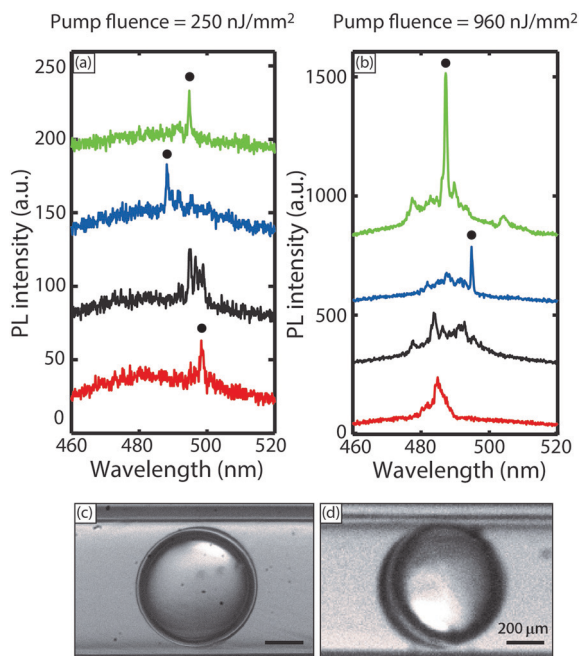 Pump fluence = 250 nJ/mm²
Pump fluence = 960 nJ/mm²
(a)
250
200
150
100
50
0
PL intensity (a.u.)
460
480
500
520
Wavelength (nm)
(b)
1500
1000
500
0
PL intensity (a.u.)
460
480
500
520
Wavelength (nm)
(c)
(d)
200 μm